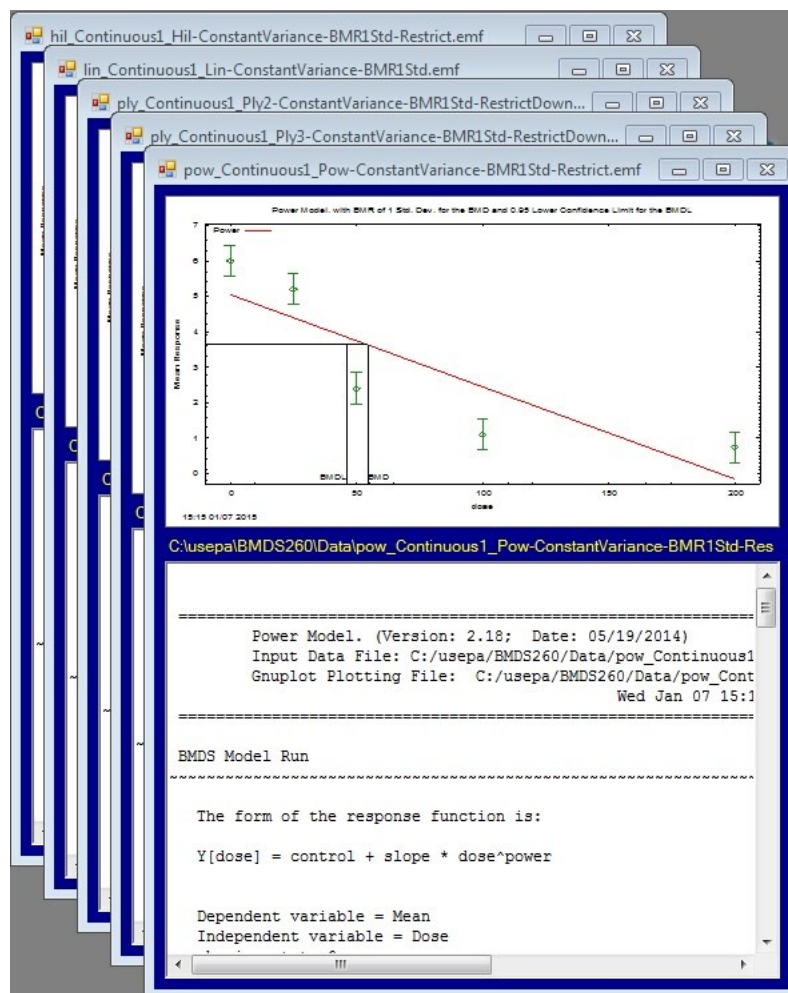 hil_Continuous1_Hil-ConstantVariance-BMR1Std-Restrict.emf
lin_Continuous1_Lin-ConstantVariance-BMR1Std.emf
ply_Continuous1_Ply2-ConstantVariance-BMR1Std-RestrictDown...
ply_Continuous1_Ply3-ConstantVariance-BMR1Std-RestrictDown...
pow_Continuous1_Pow-ConstantVariance-BMR1Std-Restrict.emf
Power Model, with BMR of 1 Std. Dev. for the BMD and 0.95 Lower Confidence Limit for the BMDL
Power
7
6
5
4
3
2
1
0
Mean Response
BMDL BMD
0 50 100 150 200
dose
15:15 01/07 2015
C:\usepa\BMDS260\Data\pow_Continuous1_Pow-ConstantVariance-BMR1Std-Res
====================================================================
Power Model. (Version: 2.18; Date: 05/19/2014)
Input Data File: C:/usepa/BMDS260/Data/pow_Continuous1
Gnuplot Plotting File: C:/usepa/BMDS260/Data/pow_Cont
Wed Jan 07 15:1
====================================================================
BMDS Model Run
~~~~~~~~~~~~~~~~~~~~~~~~~~~~~~~~~~~~~~~~~~~~~~~~~~~~~~~~~~~~~~~~~~~~~
The form of the response function is:
Y[dose] = control + slope * dose^power
Dependent variable = Mean
Independent variable = Dose